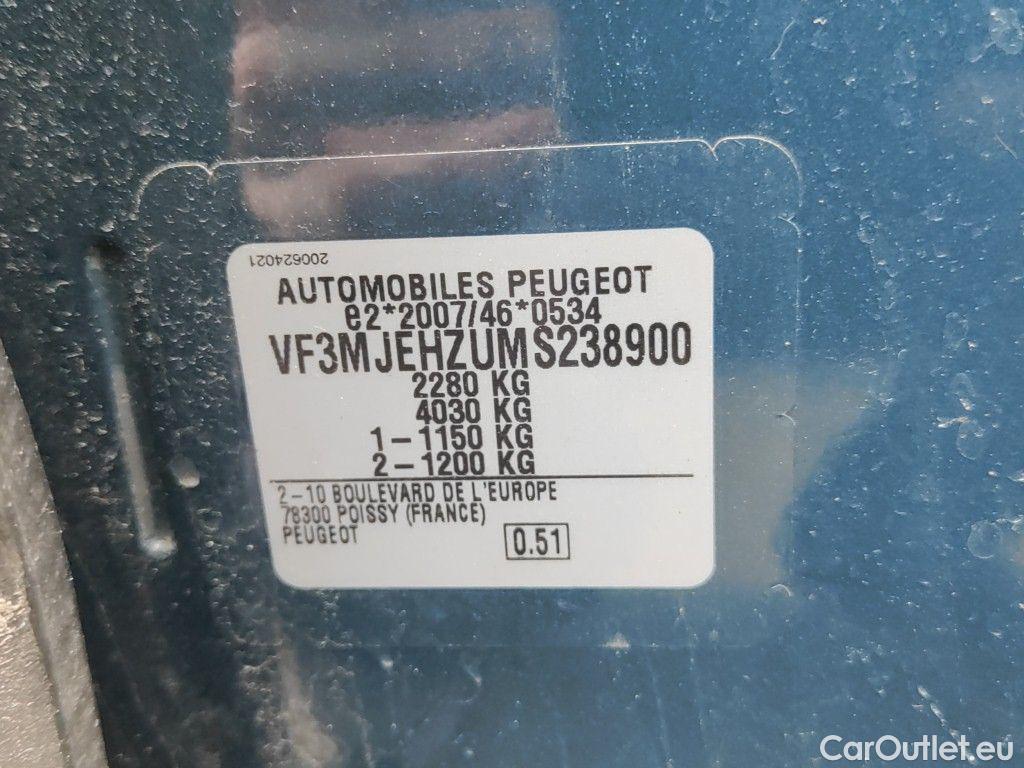 200624021
AUTOMOBILES PEUGEOT
e2*2007/46*0534
VF3MJEHZUMS238900
2280 KG
4030 KG
1-1150 KG
2-1200 KG
2-10 BOULEVARD DE L'EUROPE
78300 POISSY (FRANCE)
PEUGEOT
0.51
CarOutlet.eu